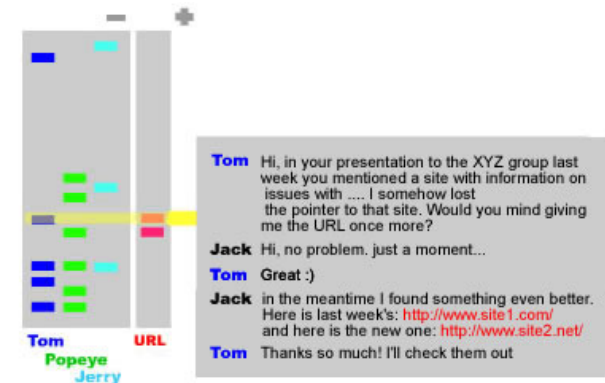 Tom Hi, in your presentation to the XYZ group last
week you mentioned a site with information on
issues with .... I somehow lost
the pointer to that site. Would you mind giving
me the URL once more?
Jack Hi, no problem. just a moment...
Tom Great :)
Jack in the meantime I found something even better.
Here is last week's: http://www.site1.com/
and here is the new one: http://www.site2.net/
Tom Thanks so much! I'll check them out
Tom URL
Popeye
Jerry